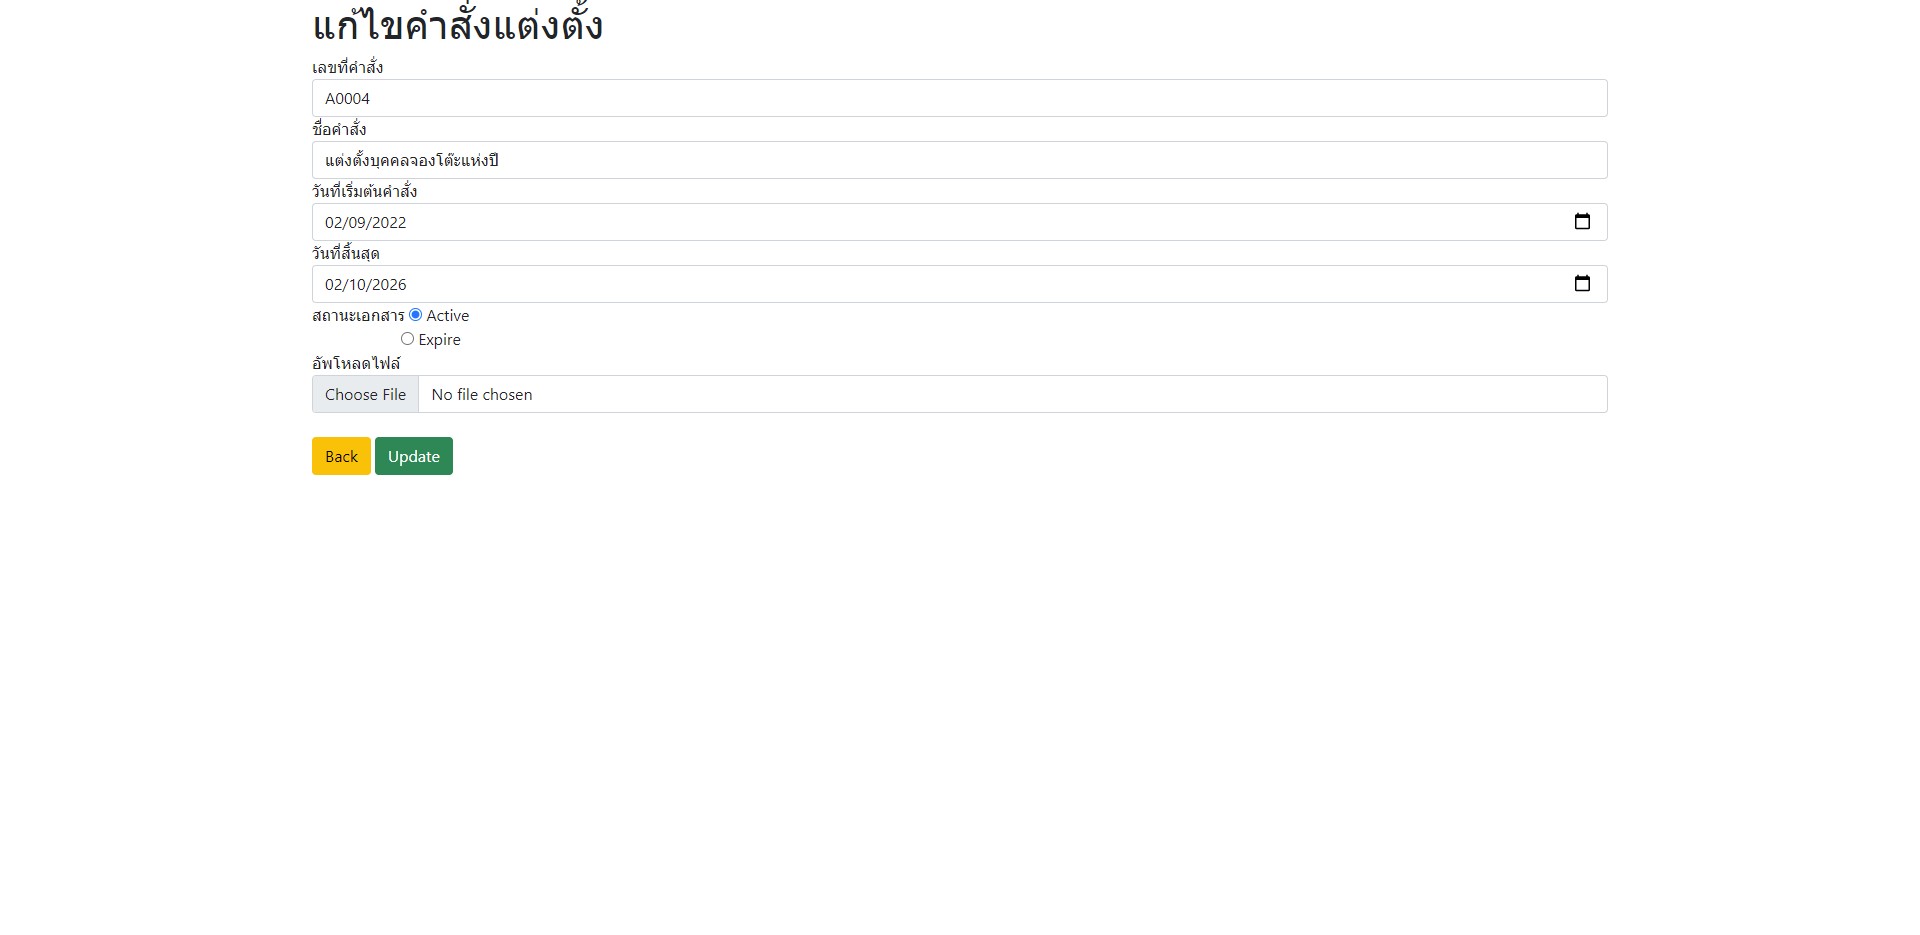 แก้ไขคำสั่งแต่งตั้ง
เลขที่คำสั่ง
A0004
ชื่อคำสั่ง
แต่งตั้งบุคคลจองโต๊ะแห่งปี
วันที่เริ่มต้นคำสั่ง
02/09/2022
วันที่สิ้นสุด
02/10/2026
สถานะเอกสาร Active
Expire
อัพโหลดไฟล์
Choose File No file chosen
Back Update